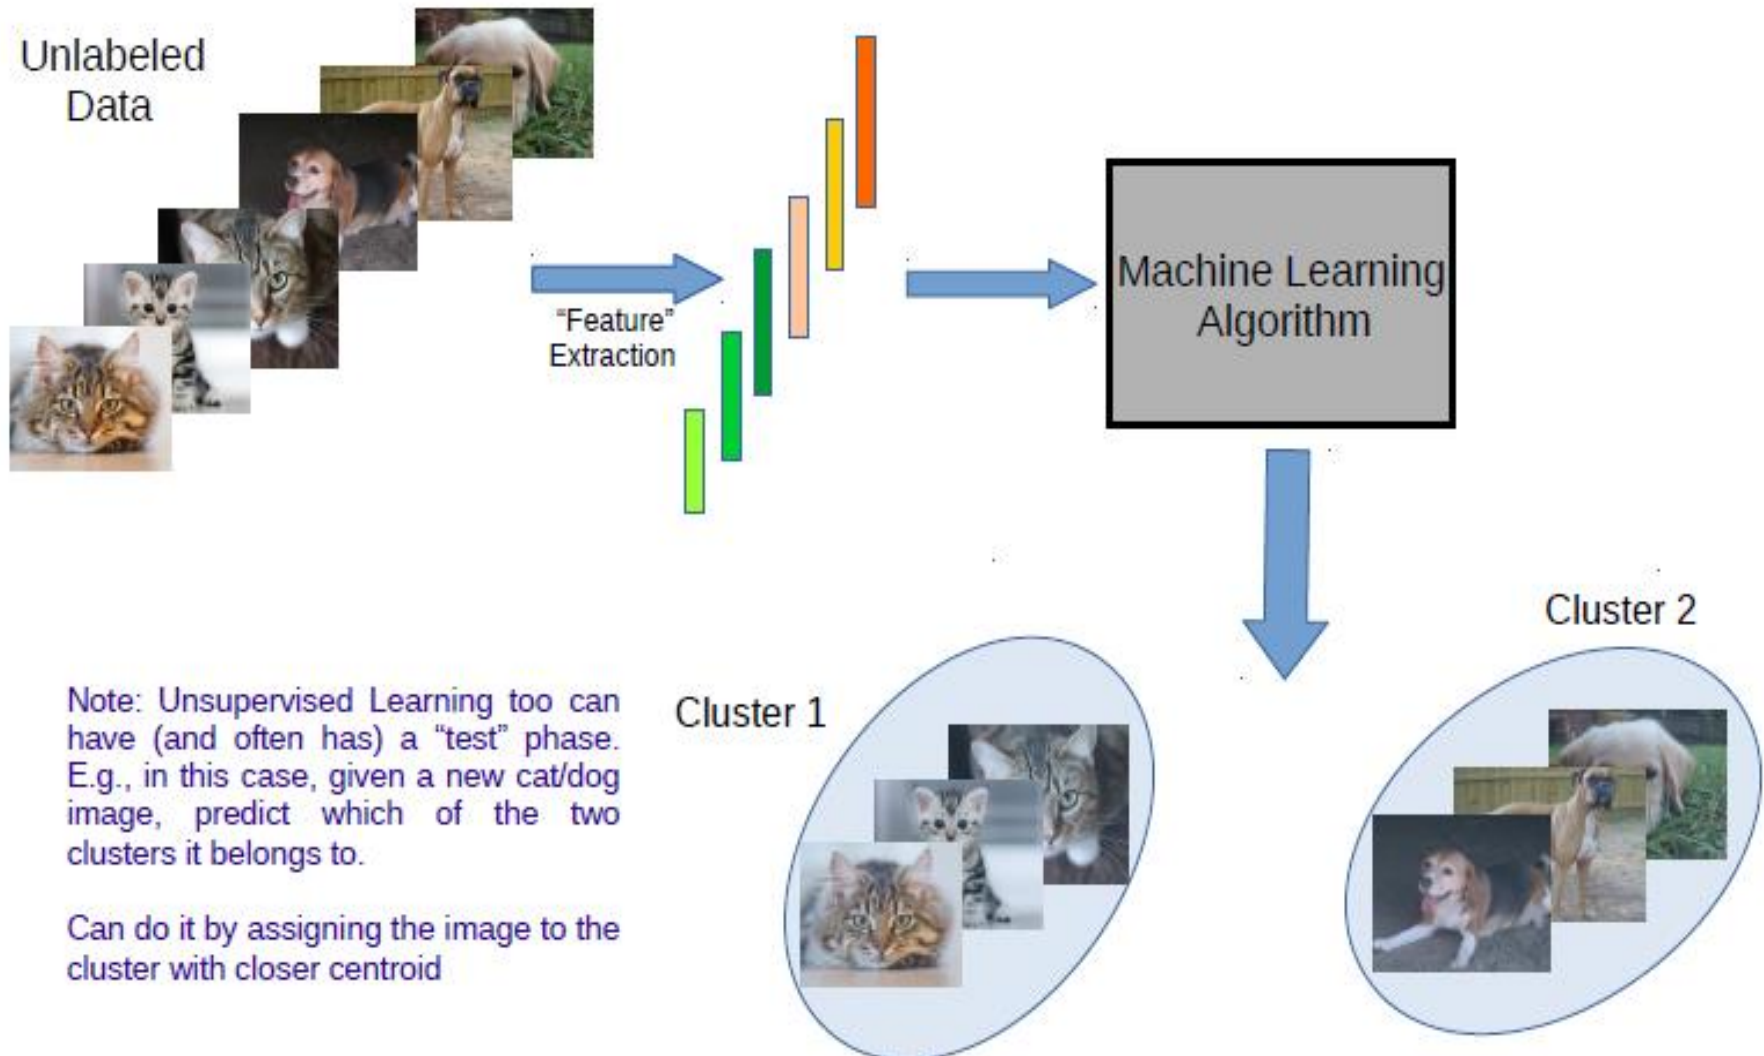 Unlabeled
Data
“Feature”
Extraction
Machine Learning
Algorithm
Cluster 2
Cluster 1
Note: Unsupervised Learning too can
have (and often has) a “test” phase.
E.g., in this case, given a new cat/dog
image, predict which of the two
clusters it belongs to.
Can do it by assigning the image to the
cluster with closer centroid